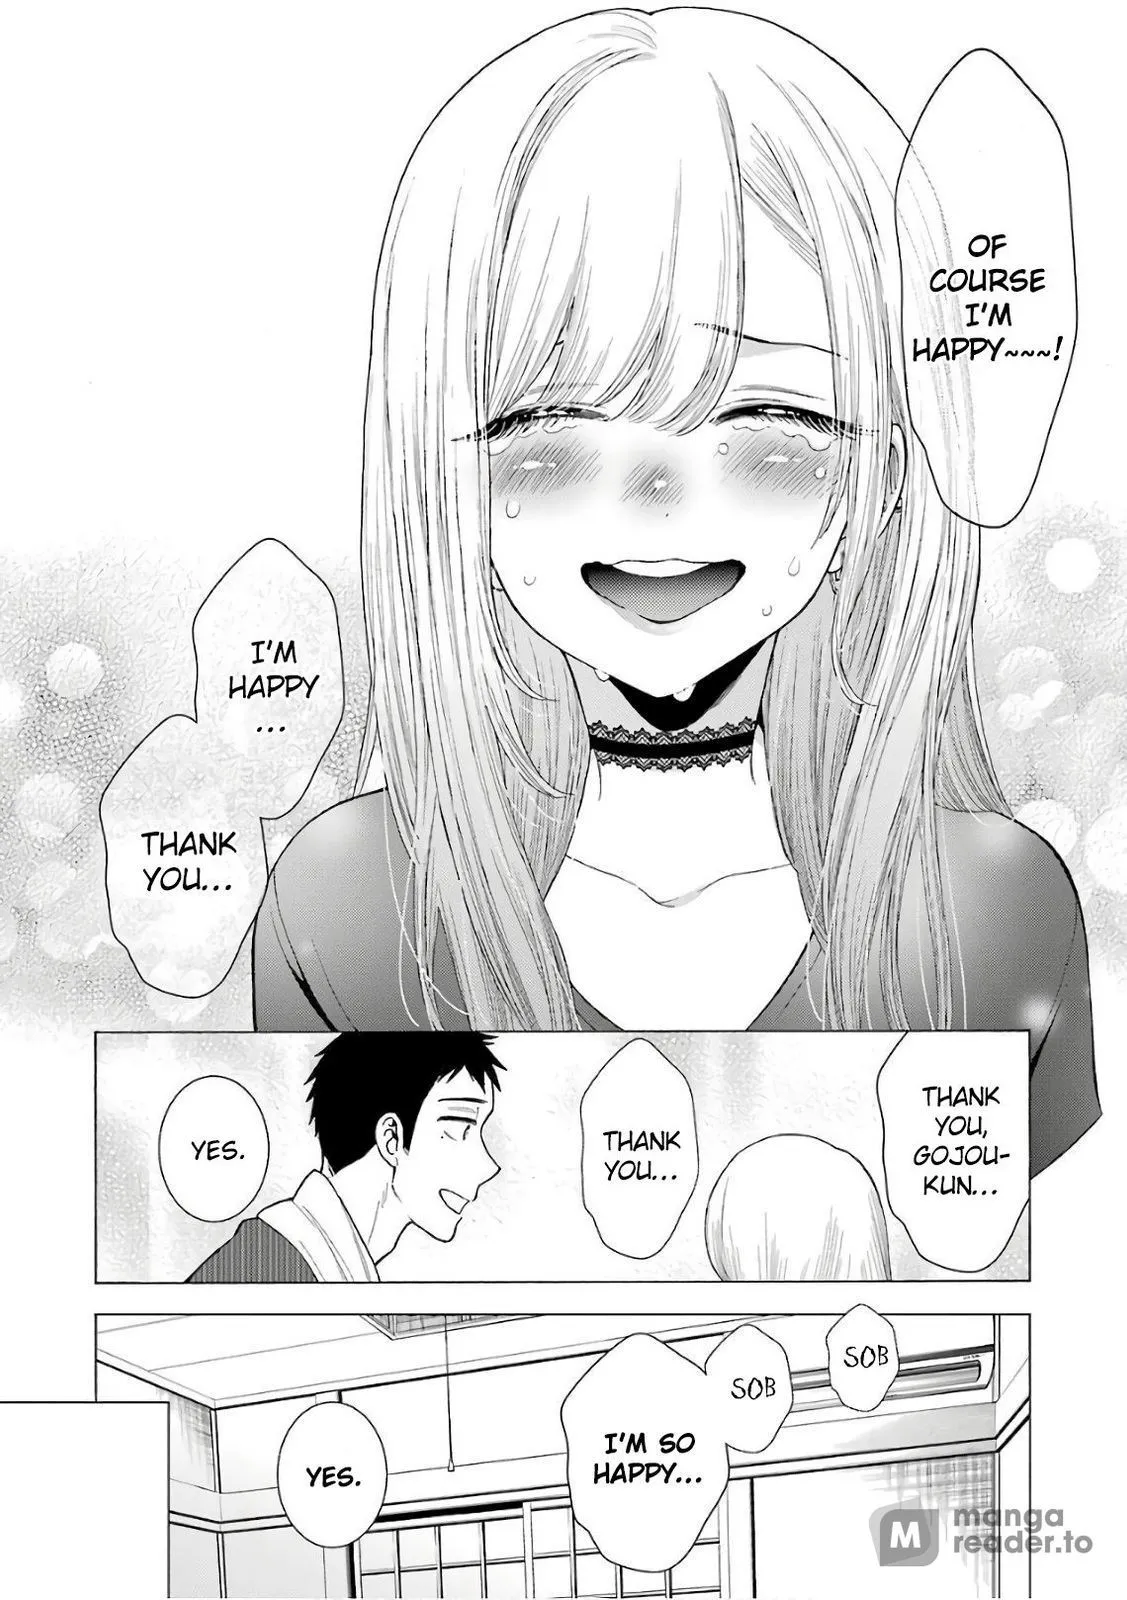 OF
COURSE
I'M
HAPPY~~~!
I'M
HAPPY
...
THANK
YOU...
THANK
YOU,
GOJOU-
KUN...
THANK
YOU...
YES.
SOB
SOB
I'M SO
HAPPY...
YES.
M manga
reader.to